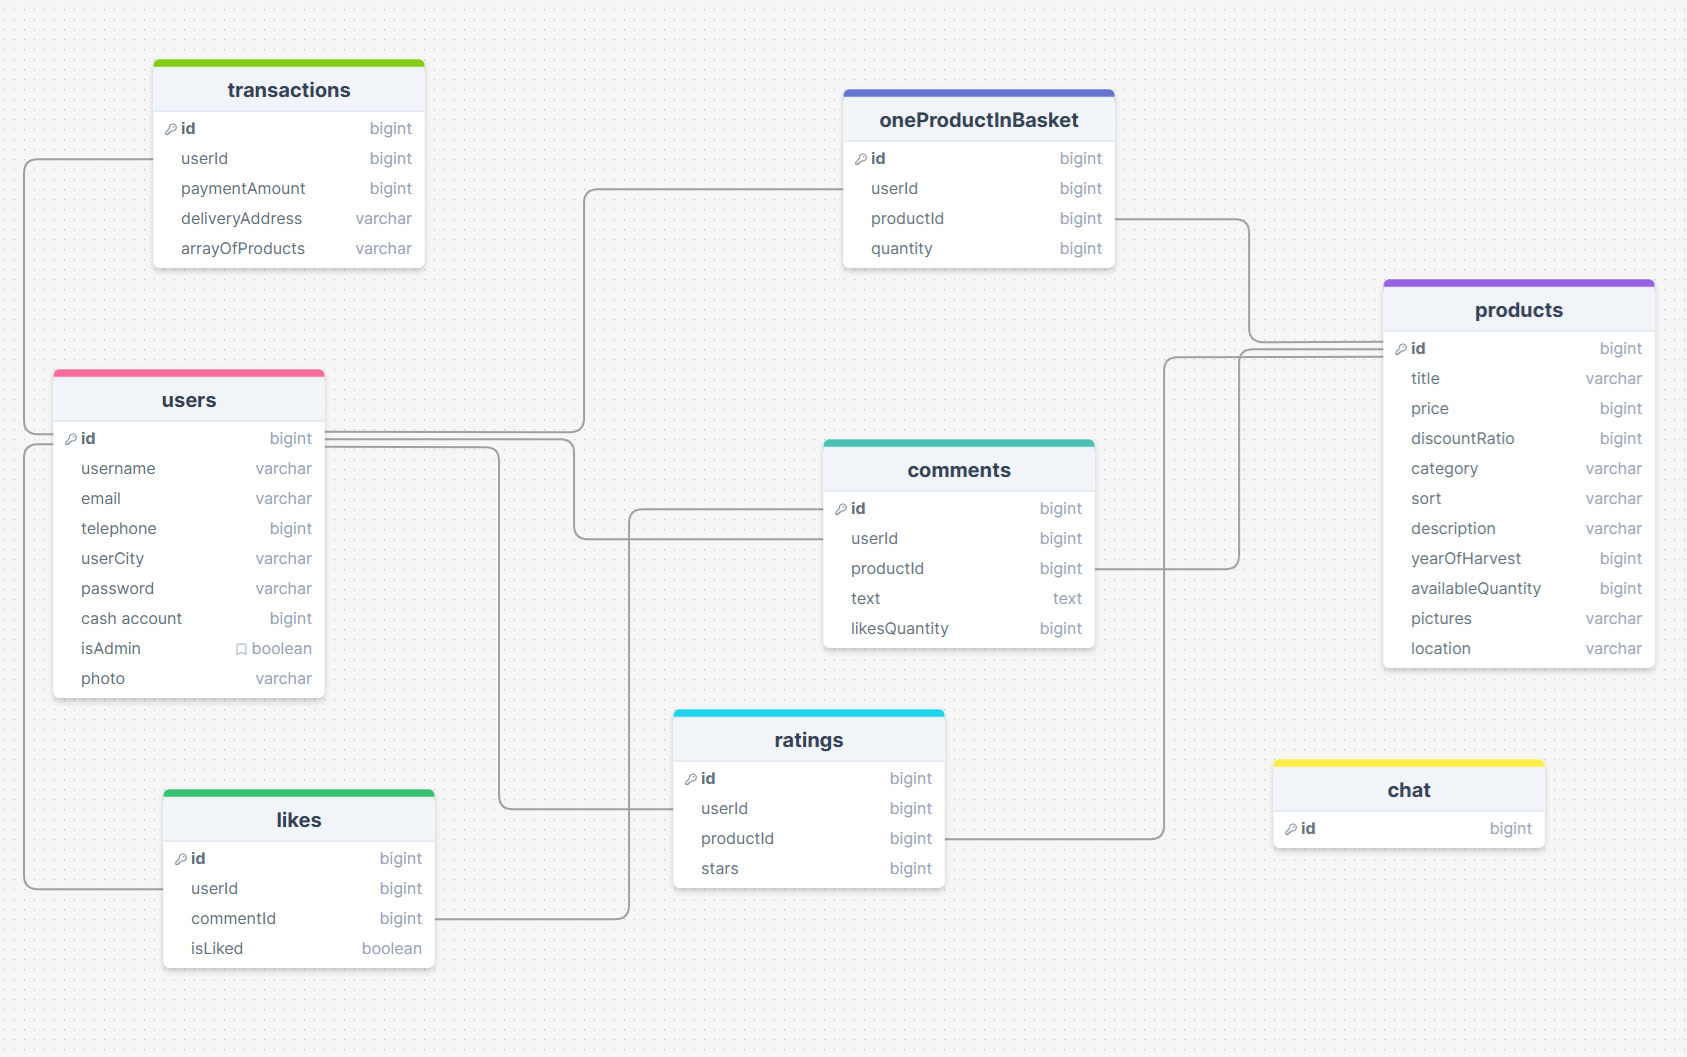 transactions
id bigint
userId bigint
paymentAmount bigint
deliveryAddress varchar
arrayOfProducts varchar
oneProductInBasket
id bigint
userId bigint
productId bigint
quantity bigint
products
id bigint
title varchar
price bigint
discountRatio bigint
category varchar
sort varchar
description varchar
yearOfHarvest bigint
availableQuantity bigint
pictures varchar
location varchar
users
id bigint
username varchar
email varchar
telephone bigint
userCity varchar
password varchar
cash account bigint
isAdmin boolean
photo varchar
comments
id bigint
userId bigint
productId bigint
text text
likesQuantity bigint
ratings
id bigint
userId bigint
productId bigint
stars bigint
chat
id bigint
likes
id bigint
userId bigint
commentId bigint
isLiked boolean